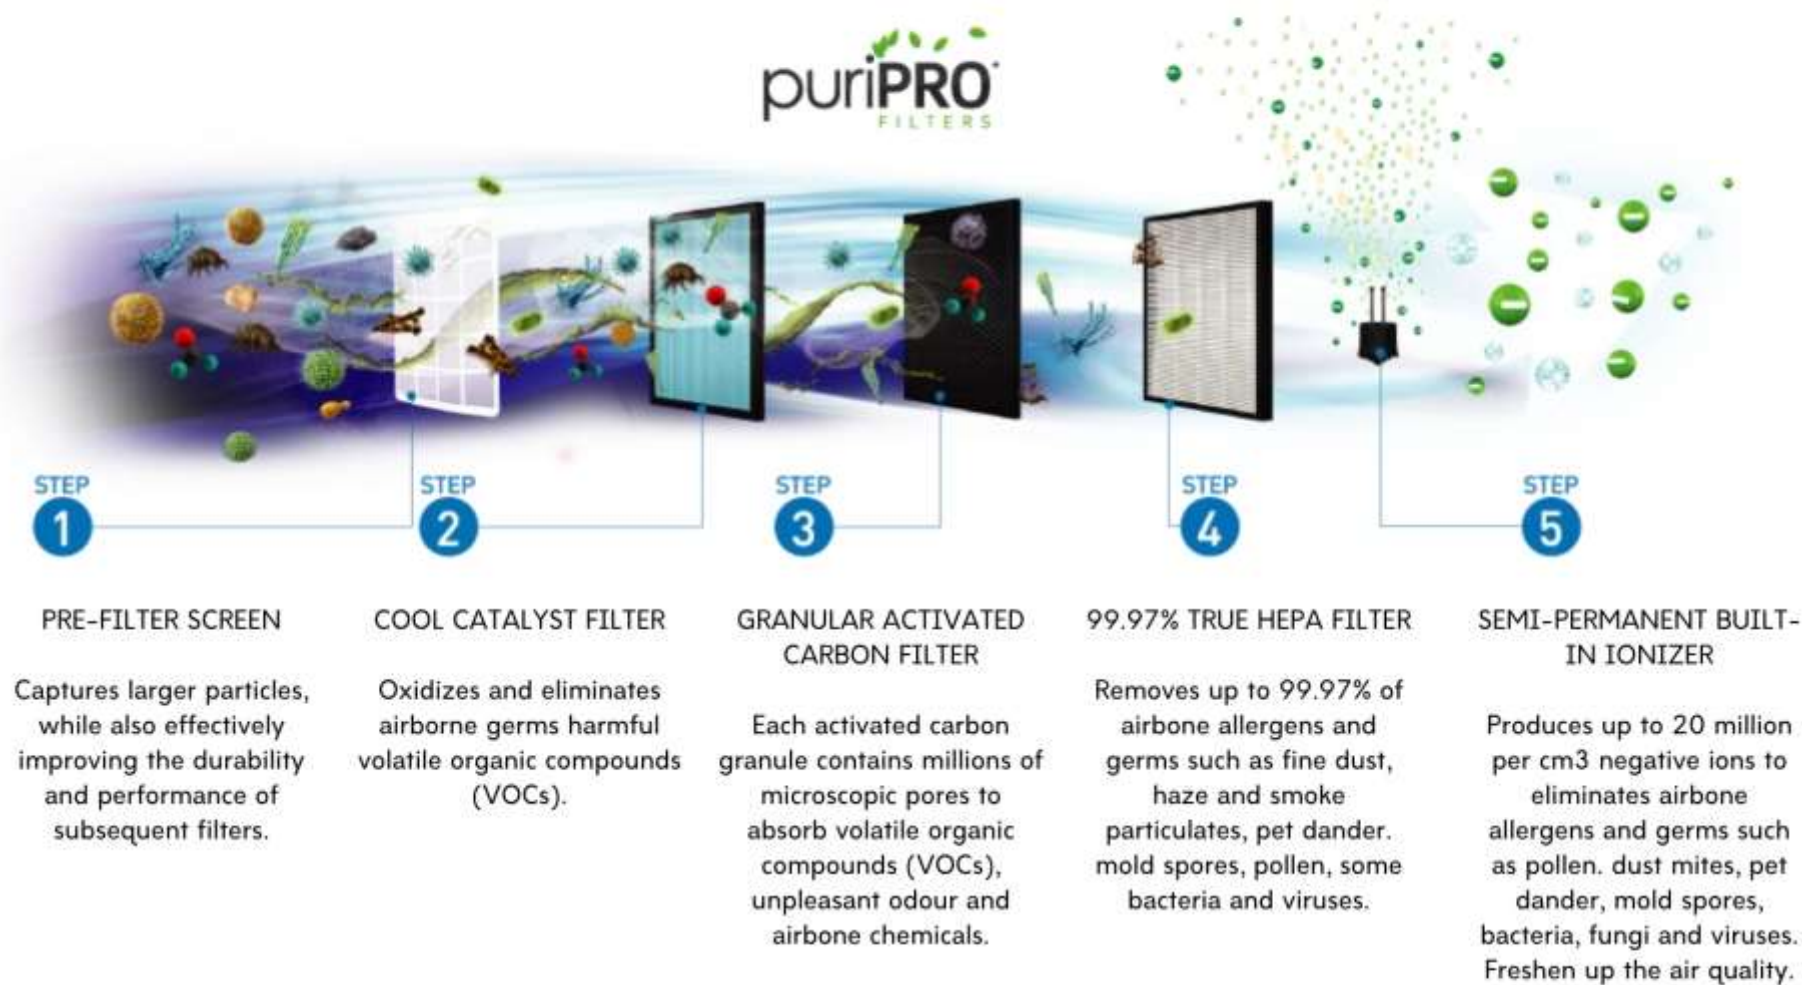 puriPRO
FILTERS
STEP
1
STEP
2
STEP
3
STEP
4
STEP
5
PRE-FILTER SCREEN
Captures larger particles,
while also effectively
improving the durability
and performance of
subsequent filters.
COOL CATALYST FILTER
Oxidizes and eliminates
airborne germs harmful
volatile organic compounds
(VOCs).
GRANULAR ACTIVATED
CARBON FILTER
Each activated carbon
granule contains millions of
microscopic pores to
absorb volatile organic
compounds (VOCs),
unpleasant odour and
airbone chemicals.
99.97% TRUE HEPA FILTER
Removes up to 99.97% of
airbone allergens and
germs such as fine dust,
haze and smoke
particulates, pet dander.
mold spores, pollen, some
bacteria and viruses.
SEMI-PERMANENT BUILT-
IN IONIZER
Produces up to 20 million
per cm3 negative ions to
eliminates airbone
allergens and germs such
as pollen. dust mites, pet
dander, mold spores,
bacteria, fungi and viruses.
Freshen up the air quality.